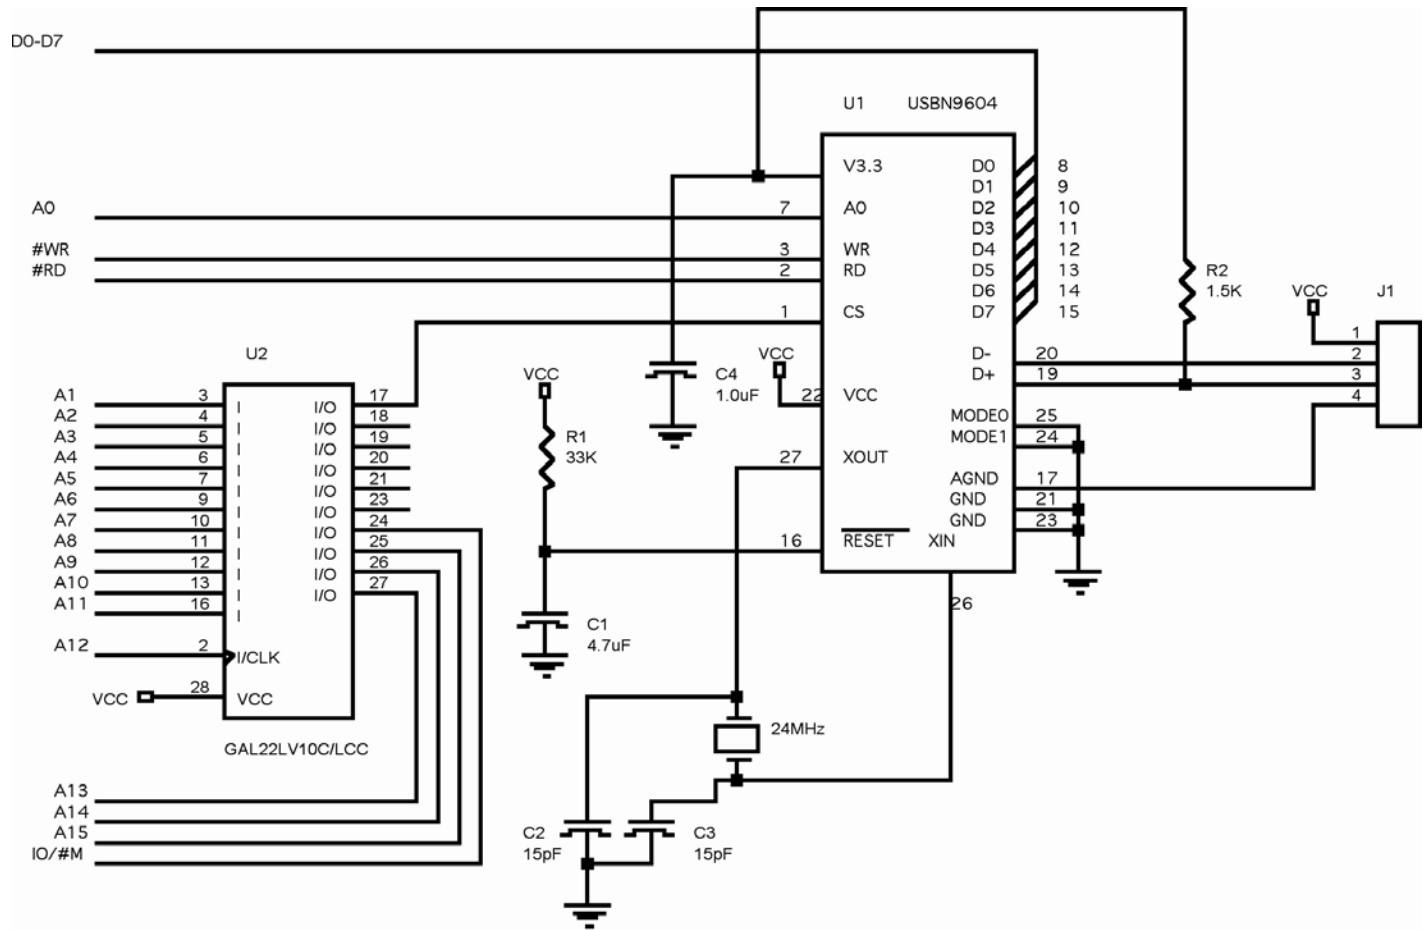 D0-D7
U1 USBN9604
V3.3 D0 8
D1 9
A0 7 A0 D2 10
D3 11
#WR 3 WR D4 12
#RD 2 RD D5 13
D6 14
1 CS D7 15
R2
1.5K
VCC J1
1
D- 20 2
D+ 19 3
4
U2
VCC
C4
1.0uF
VCC
22 VCC
MODE0 25
MODE1 24
R1
33K
27 XOUT
AGND 17
GND 21
GND 23
16 RESET XIN
26
A1 3 I I/O 17
A2 4 I I/O 18
A3 5 I I/O 19
A4 6 I I/O 20
A5 7 I I/O 21
A6 9 I I/O 23
A7 10 I I/O 24
A8 11 I I/O 25
A9 12 I I/O 26
A10 13 I I/O 27
A11 16 I
A12 2 I/CLK
VCC 28 VCC
GAL22LV10C/LCC
C1
4.7uF
24MHz
A13
A14
A15
IO/#M
C2
15pF
C3
15pF